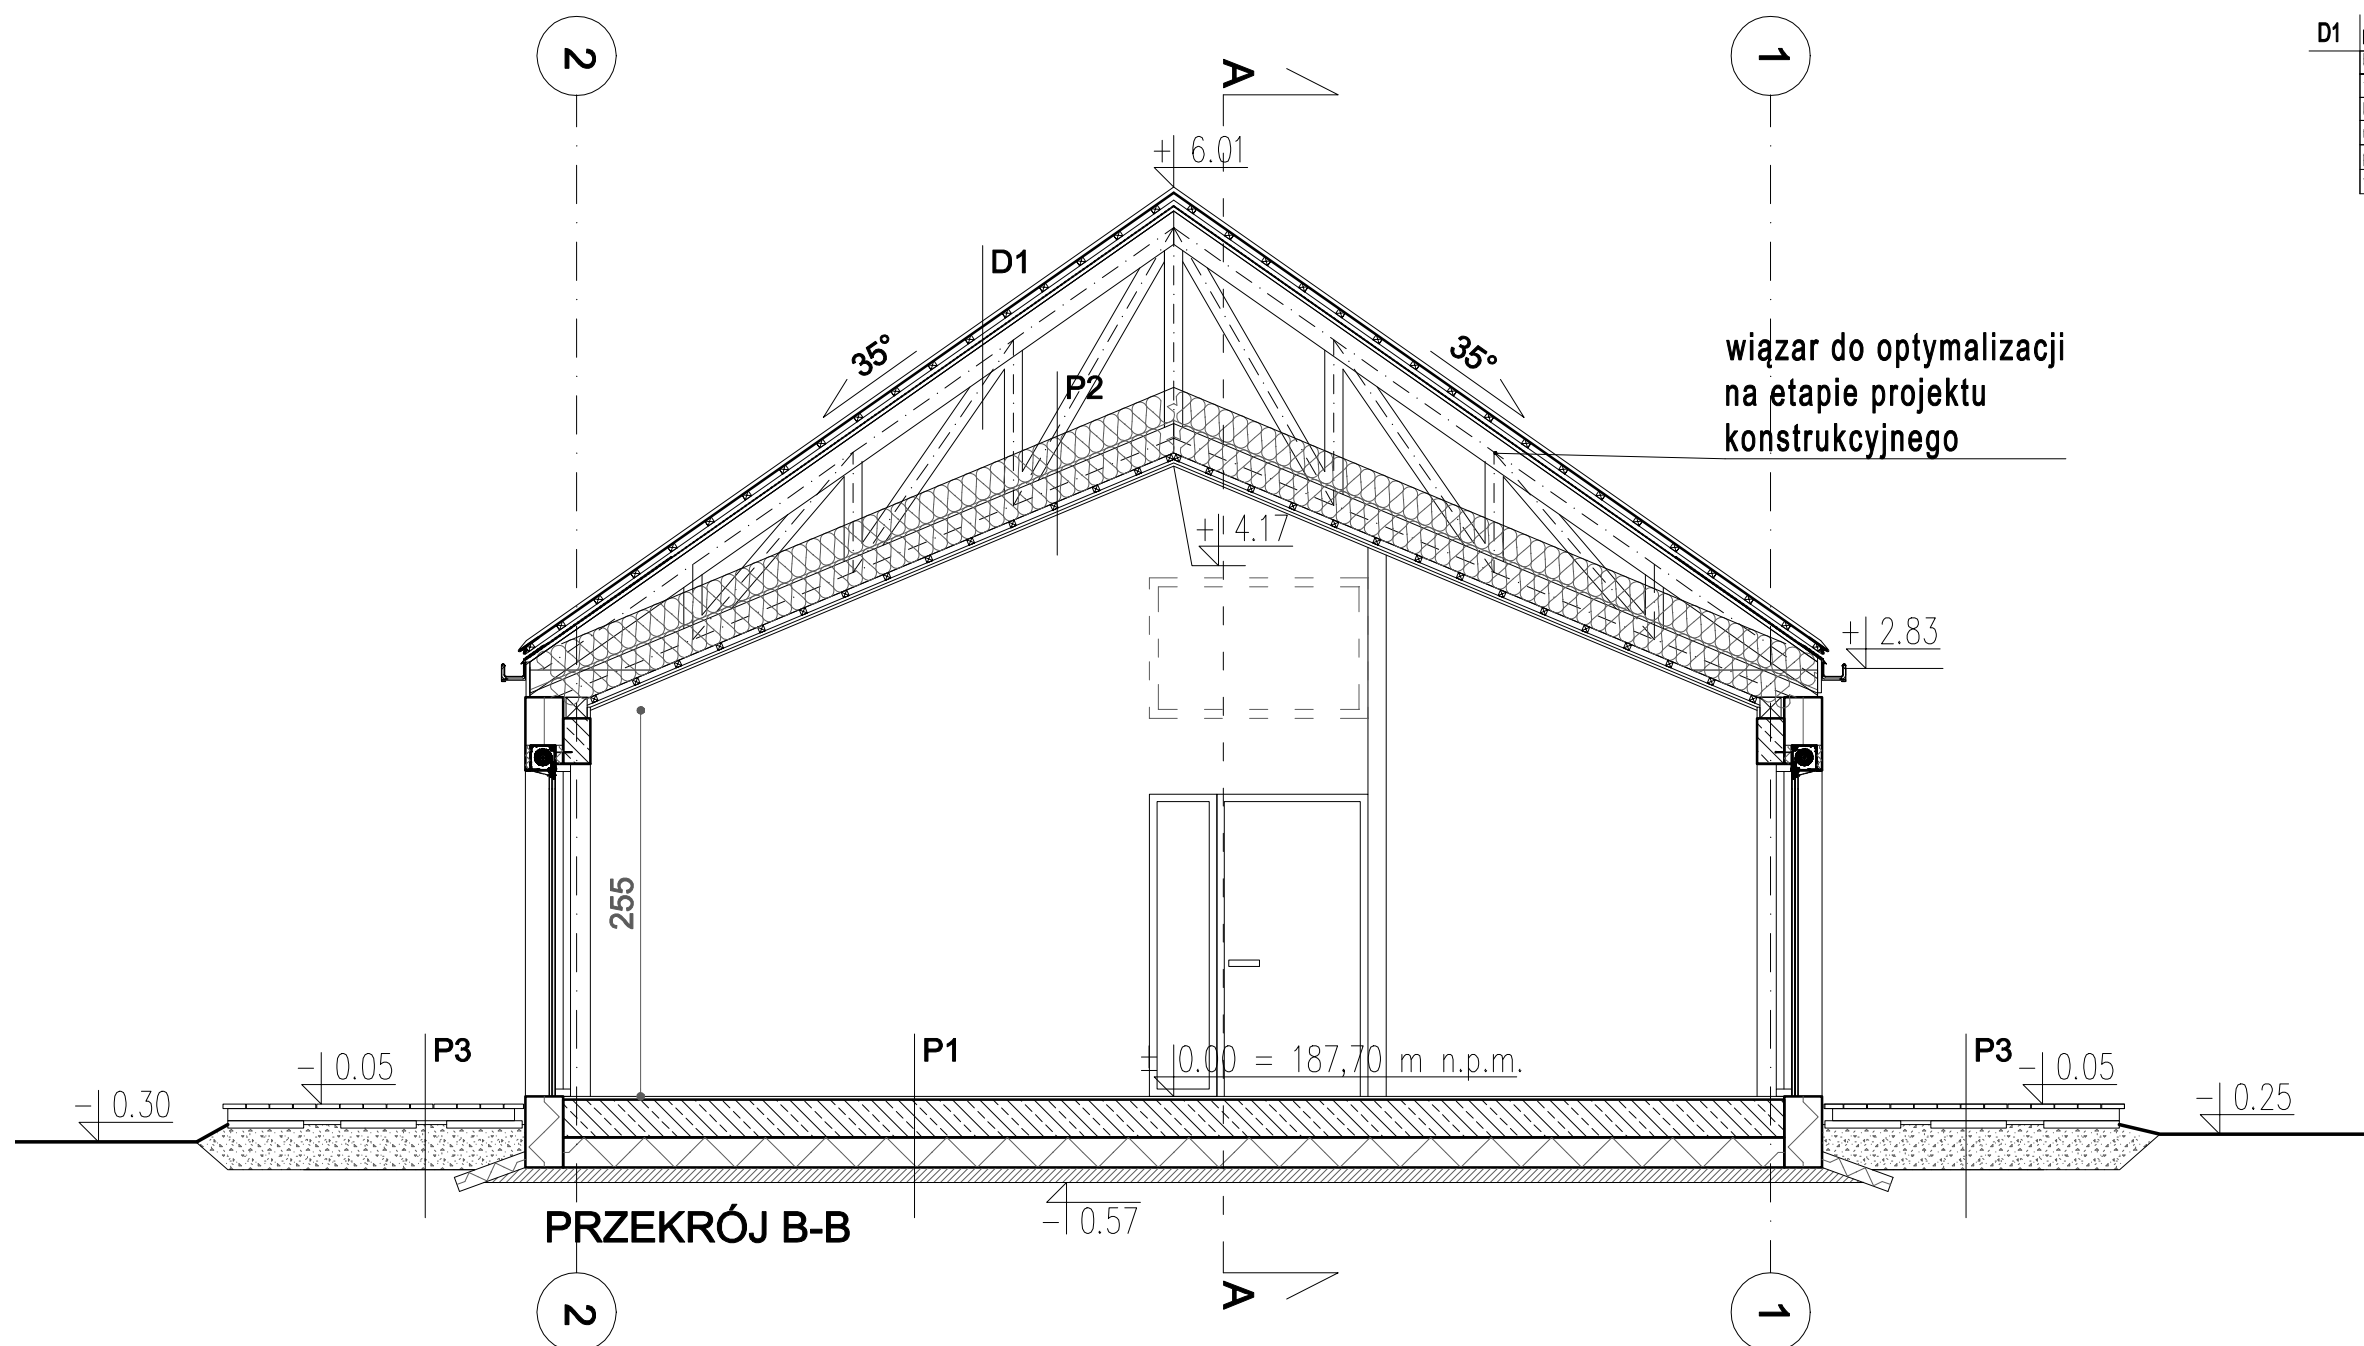 2
A
1
D1
+ 6.01
D1
35°
35°
P2
wiązar do optymalizacji
na etapie projektu
konstrukcyjnego
+ 4.17
+ 2.83
255
P3
P1
± 0.00 = 187,70 m n.p.m.
P3
- 0.05
- 0.05
- 0.30
- 0.25
- 0.57
PRZEKRÓJ B-B
2
A
1